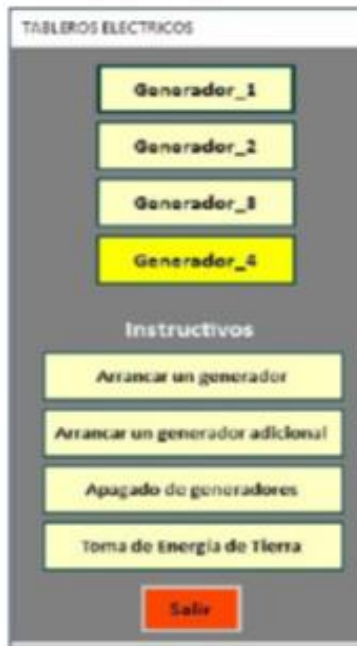 TABLEROS ELECTRICOS
Generador_1
Generador_2
Generador_3
Generador_4
Instructivos
Arrancar un generador
Arrancar un generador adicional
Apagado de generadores
Toma de Energía de Tierra
Salir